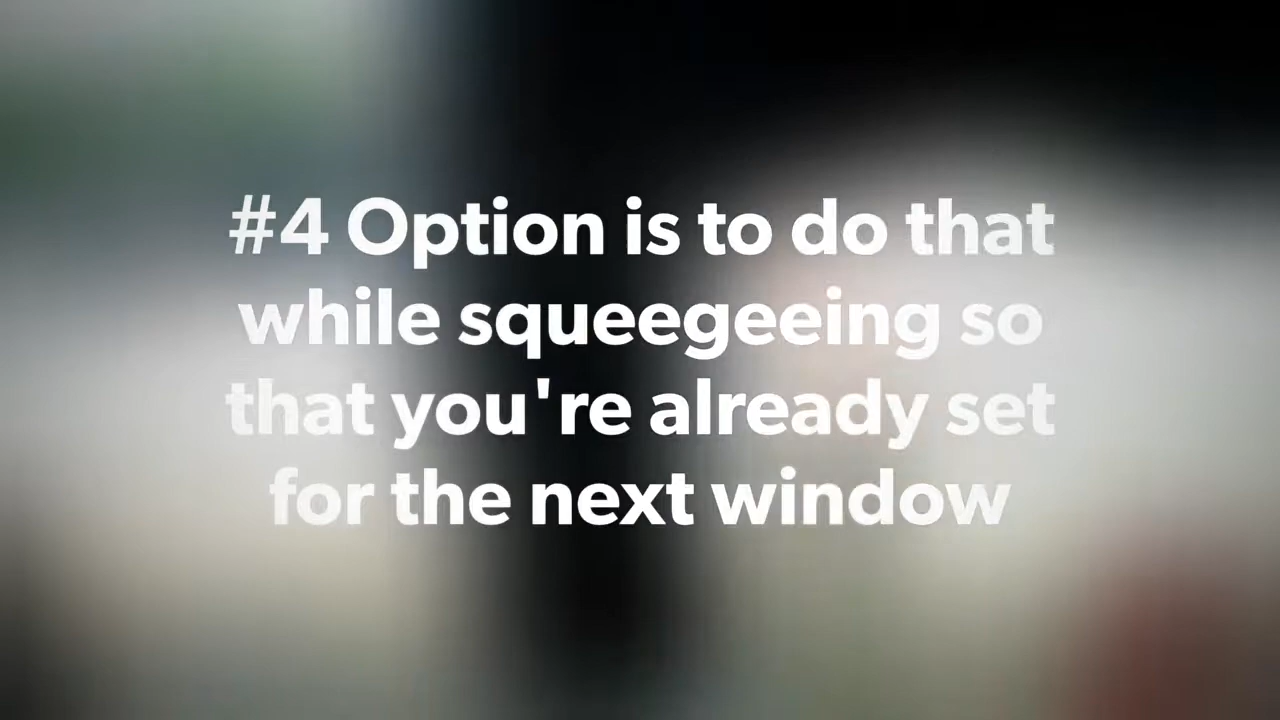 #4 Option is to do that
while squeegeeing so
that you're already set
for the next window